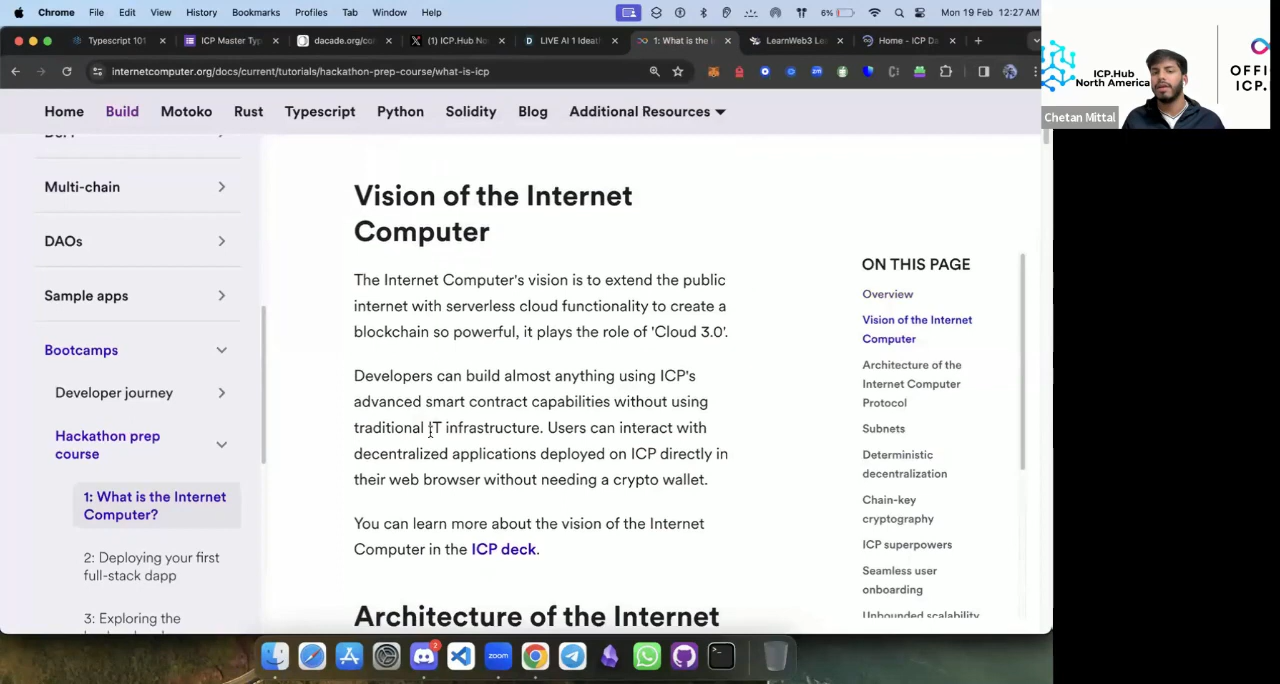 Chrome File Edit View History Bookmarks Profiles Tab Window Help 6% Mon 19 Feb 12:27 AM
Typescript 101 ICP Master Typ dacade.org/co (1) ICP.Hub No LIVE AI 1 Idea! 1: What is the I LearnWeb3 Le Home - ICP Da
internetcomputer.org/docs/current/tutorials/hackathon-prep-course/what-is-icp
Home Build Motoko Rust Typescript Python Solidity Blog Additional Resources
Multi-chain
DAOs
Sample apps
Bootcamps
Developer journey
Hackathon prep
course
1: What is the Internet
Computer?
2: Deploying your first
full-stack dapp
3: Exploring the
Vision of the Internet
Computer
The Internet Computer's vision is to extend the public
internet with serverless cloud functionality to create a
blockchain so powerful, it plays the role of 'Cloud 3.0'.
Developers can build almost anything using ICP's
advanced smart contract capabilities without using
traditional IT infrastructure. Users can interact with
decentralized applications deployed on ICP directly in
their web browser without needing a crypto wallet.
You can learn more about the vision of the Internet
Computer in the ICP deck.
Architecture of the Internet
ON THIS PAGE
Overview
Vision of the Internet
Computer
Architecture of the
Internet Computer
Protocol
Subnets
Deterministic
decentralization
Chain-key
cryptography
ICP superpowers
Seamless user
onboarding
Unbounded scalability
ICP.Hub
North America
OFFI
ICP.
Chetan Mittal
2
zoom